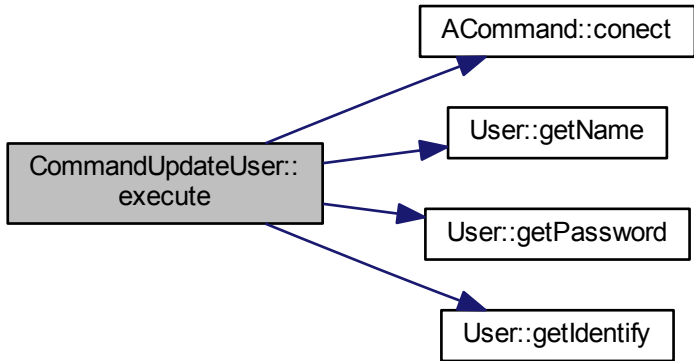 ACommand::conect
User::getName
CommandUpdateUser::
execute
User::getPassword
User::getIdentify